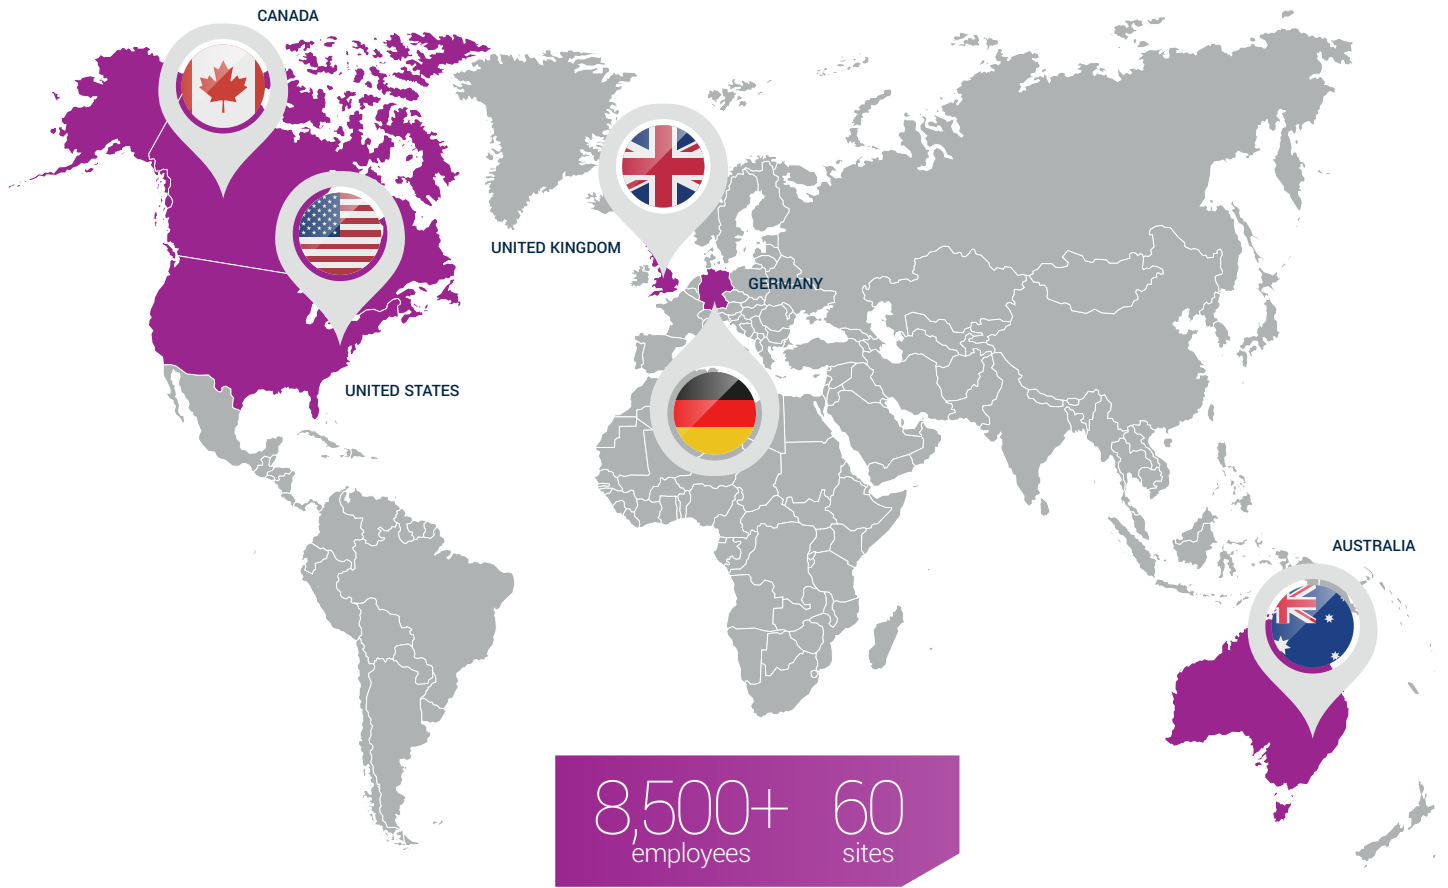 CANADA
UNITED KINGDOM
GERMANY
UNITED STATES
AUSTRALIA
8,500+ 60
employees sites